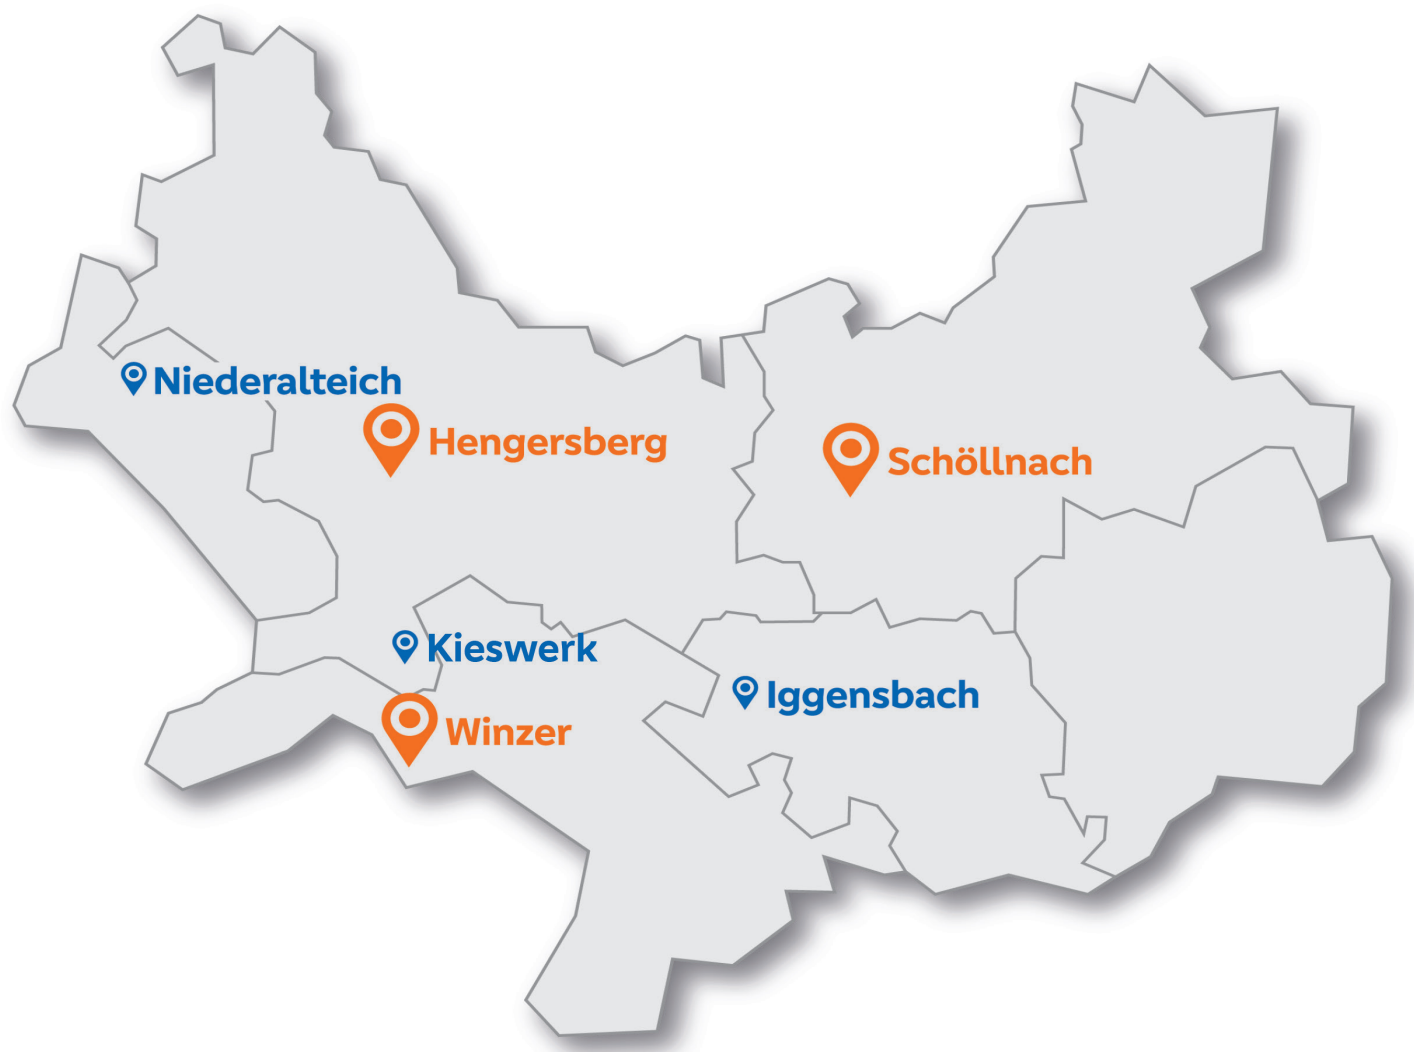 Niederalteich
Hengersberg
Schöllnach
Kieswerk
Iggensbach
Winzer